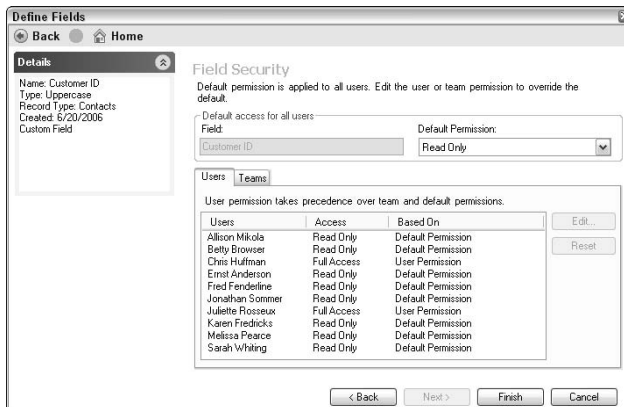 Define Fields
Back Home
Details
Name: Customer ID
Type: Uppercase
Record Type: Contacts
Created: 6/20/2006
Custom Field
Field Security
Default permission is applied to all users. Edit the user or team permission to override the
default.
Default access for all users
Field: Default Permission:
Customer ID Read Only
Users Teams
User permission takes precedence over team and default permissions.
Users Access Based On Edit...
Allison Mikola Read Only Default Permission
Betty Browser Read Only Default Permission Reset
Chris Huffman Full Access User Permission
Ernst Anderson Read Only Default Permission
Fred Fenderline Read Only Default Permission
Jonathan Sommer Read Only Default Permission
Juliette Rosseux Full Access User Permission
Karen Fredricks Read Only Default Permission
Melissa Pearce Read Only Default Permission
Sarah Whiting Read Only Default Permission
< Back Next > Finish Cancel